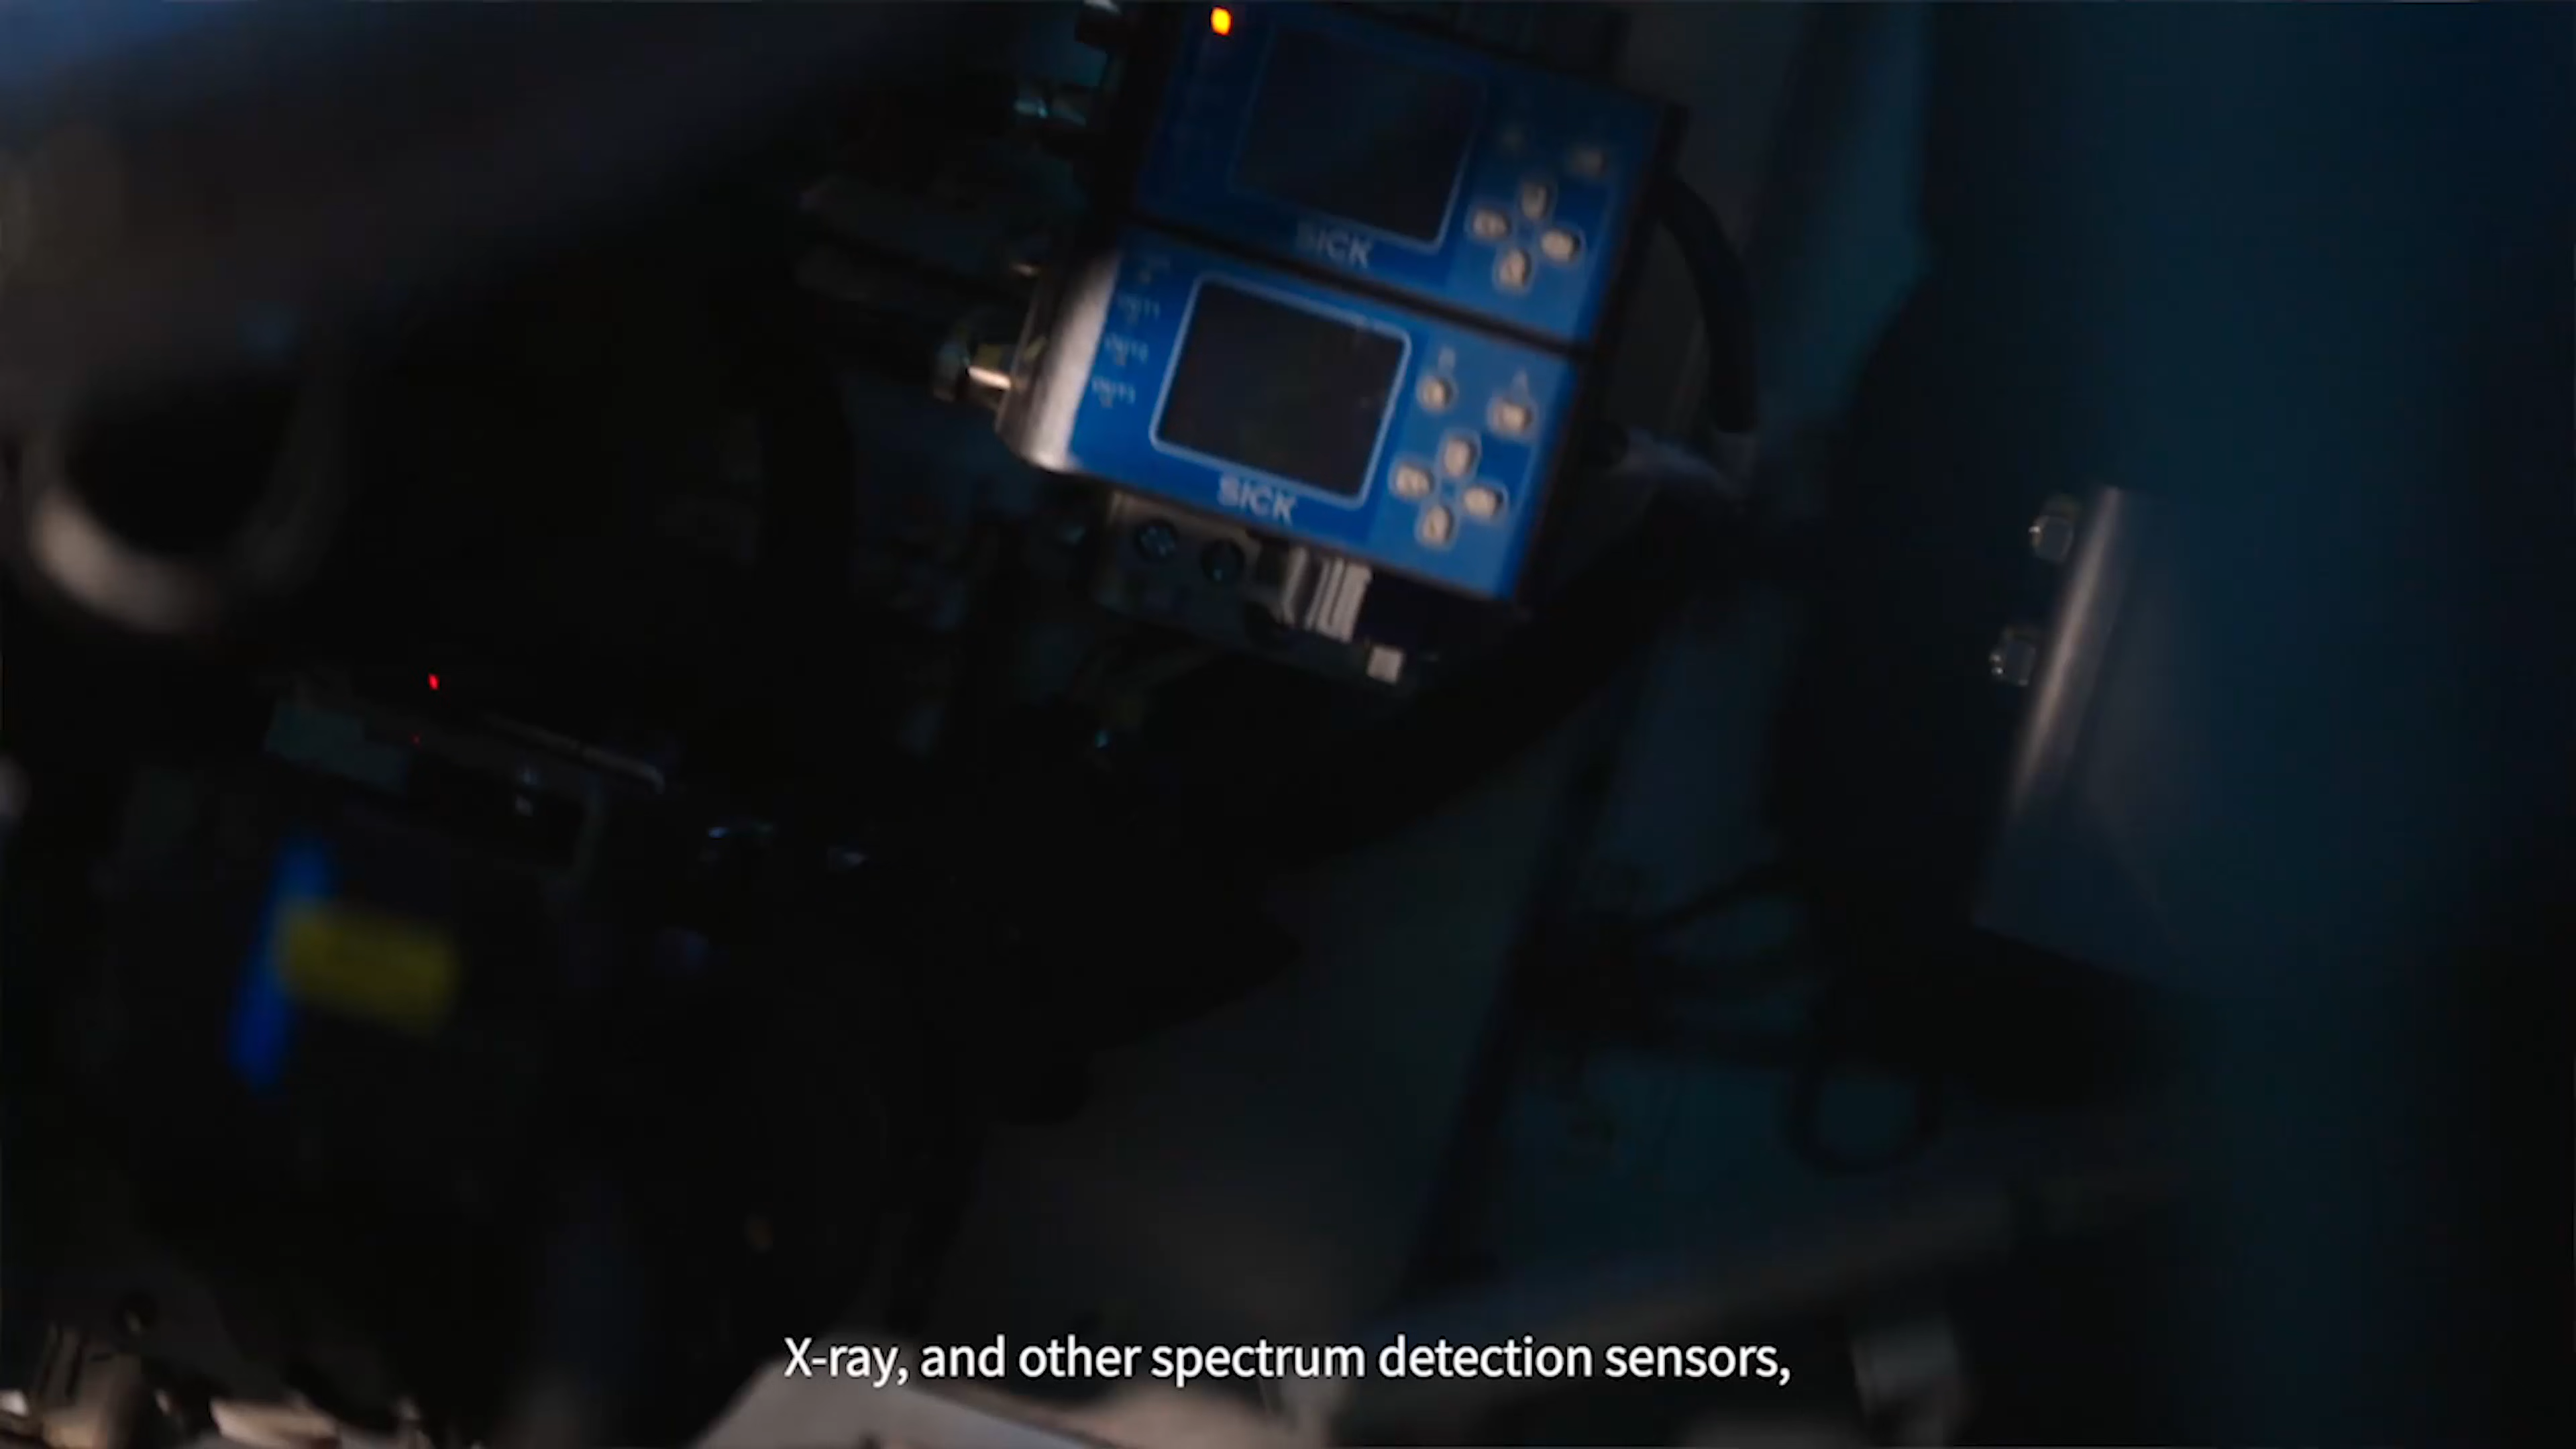 SICK
SICK
X-ray, and other spectrum detection sensors,